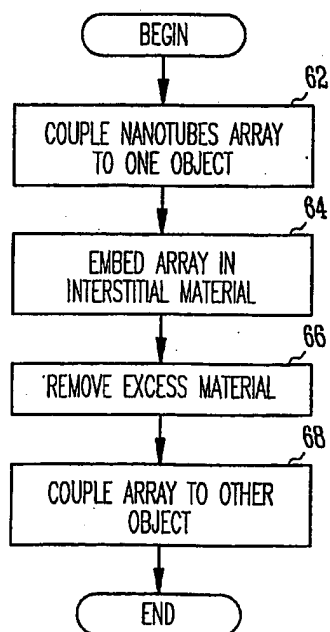 BEGIN
62
COUPLE NANOTUBES ARRAY
TO ONE OBJECT
64
EMBED ARRAY IN
INTERSTITIAL MATERIAL
66
REMOVE EXCESS MATERIAL
68
COUPLE ARRAY TO OTHER
OBJECT
END